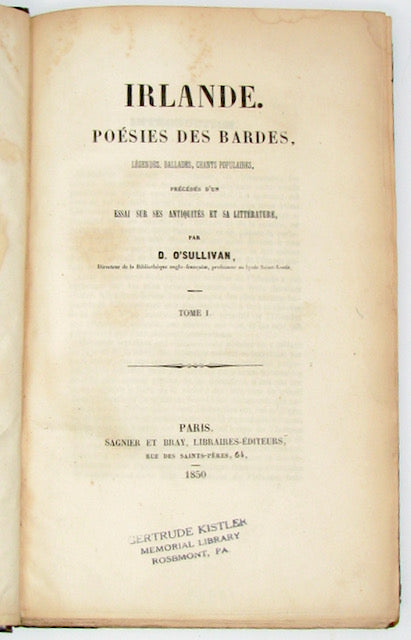 IRLANDE.
POÉSIES DES BARDES,
LÉGENDES, BALLADES, CHANTS POPULAIRES,
PRÉCÉDÉS D'UN
ESSAI SUR SES ANTIQUITÉS ET SA LITTÉRATURE,
PAR
D. O'SULLIVAN,
Directeur de la Bibliothèque anglo-française, professeur au lycée Saint-Louis.
TOME I.
PARIS.
SAGNIER ET BRAY, LIBRAIRES-ÉDITEURS,
RUE DES SAINTS-PÈRES, 64,
1850
GERTRUDE KISTLER
MEMORIAL LIBRARY
ROSEMONT, PA.